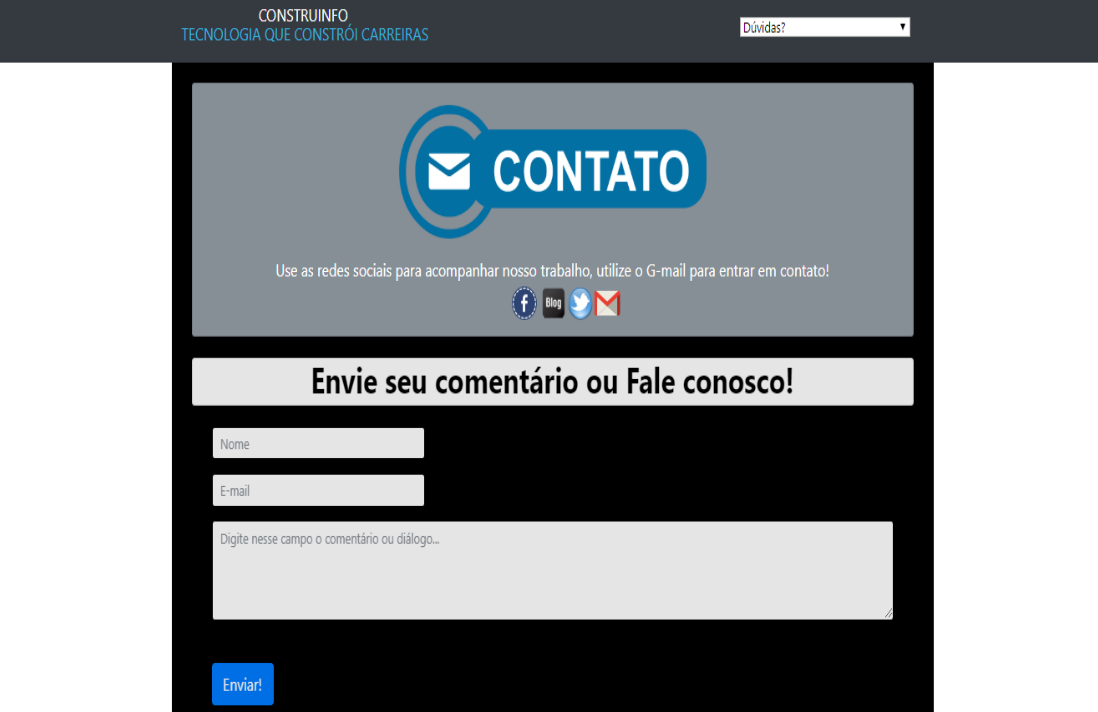 CONSTRUINFO
TECNOLOGIA QUE CONSTRÓI CARREIRAS
Dúvidas?
CONTATO
Use as redes sociais para acompanhar nosso trabalho, utilize o G-mail para entrar em contato!
f Blog
Envie seu comentário ou Fale conosco!
Nome
E-mail
Digite nesse campo o comentário ou diálogo...
Enviar!